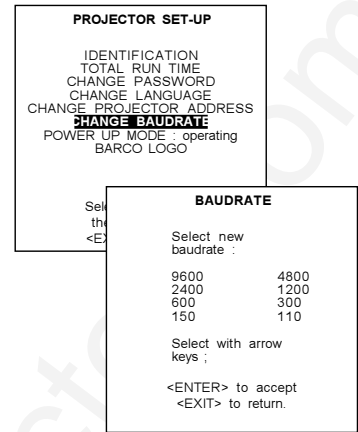 PROJECTOR SET-UP
IDENTIFICATION
TOTAL RUN TIME
CHANGE PASSWORD
CHANGE LANGUAGE
CHANGE PROJECTOR ADDRESS
CHANGE BAUDRATE
POWER UP MODE : operating
BARCO LOGO
Sel
the
<EX
BAUDRATE
Select new
baudrate :
9600 4800
2400 1200
600 300
150 110
Select with arrow
keys ;
<ENTER> to accept
<EXIT> to return.